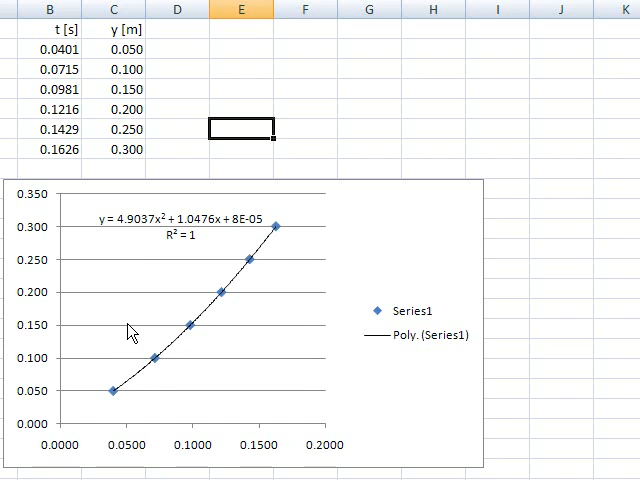 B C D E F G H I J K
t [s] y [m]
0.0401 0.050
0.0715 0.100
0.0981 0.150
0.1216 0.200
0.1429 0.250
0.1626 0.300
0.350
y = 4.9037x² + 1.0476x + 8E-05
0.300
R² = 1
0.250
0.200
0.150
0.100
0.050
0.000
0.0000 0.0500 0.1000 0.1500 0.2000
Series1
Poly. (Series1)